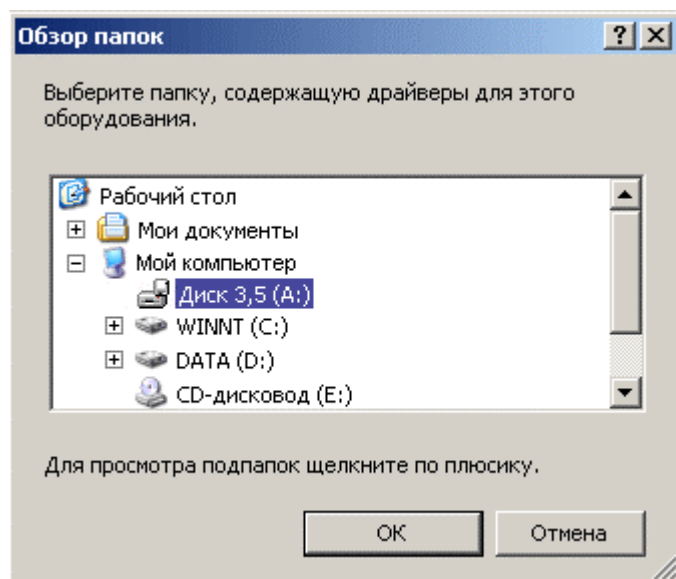 Обзор папок
Выберите папку, содержащую драйверы для этого
оборудования.
Рабочий стол
Мои документы
Мой компьютер
Диск 3,5 (A:)
WINNT (C:)
DATA (D:)
CD-дисковод (E:)
Для просмотра подпапок щелкните по плюсику.
ОК
Отмена